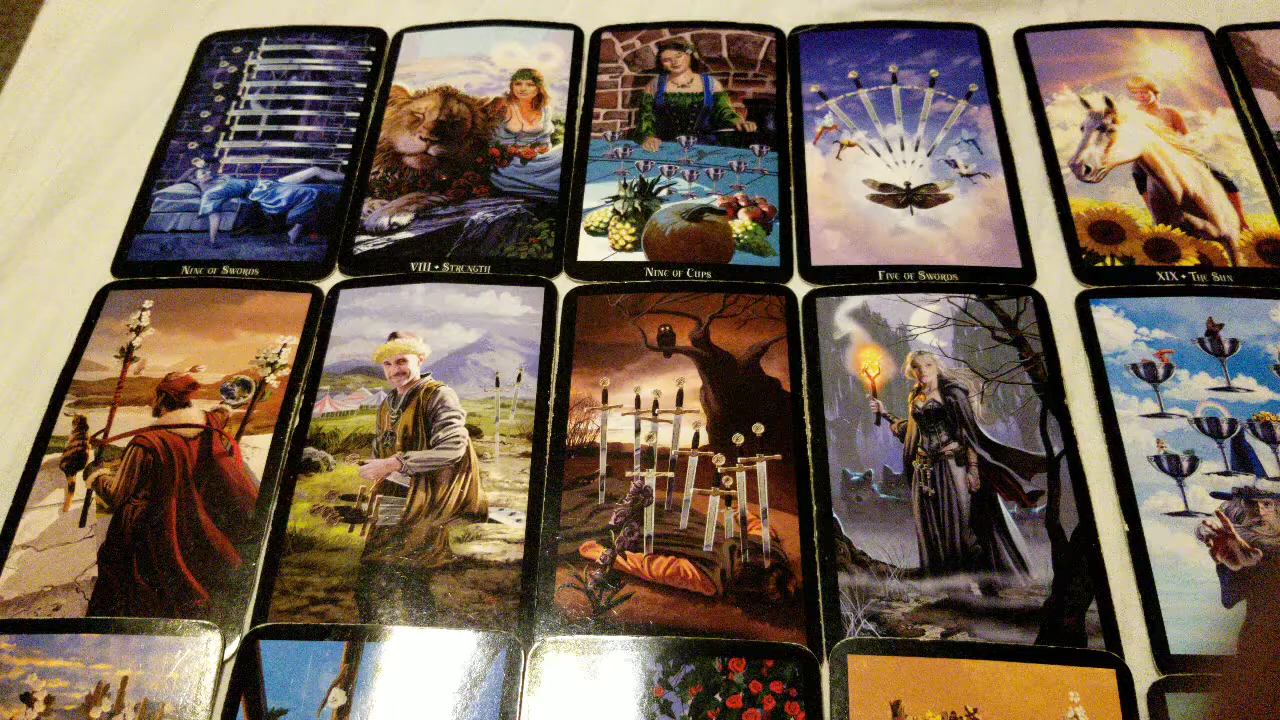 Nine of Swords
VIII • Strength
Nine of Cups
Five of Swords
XIX • The Sun